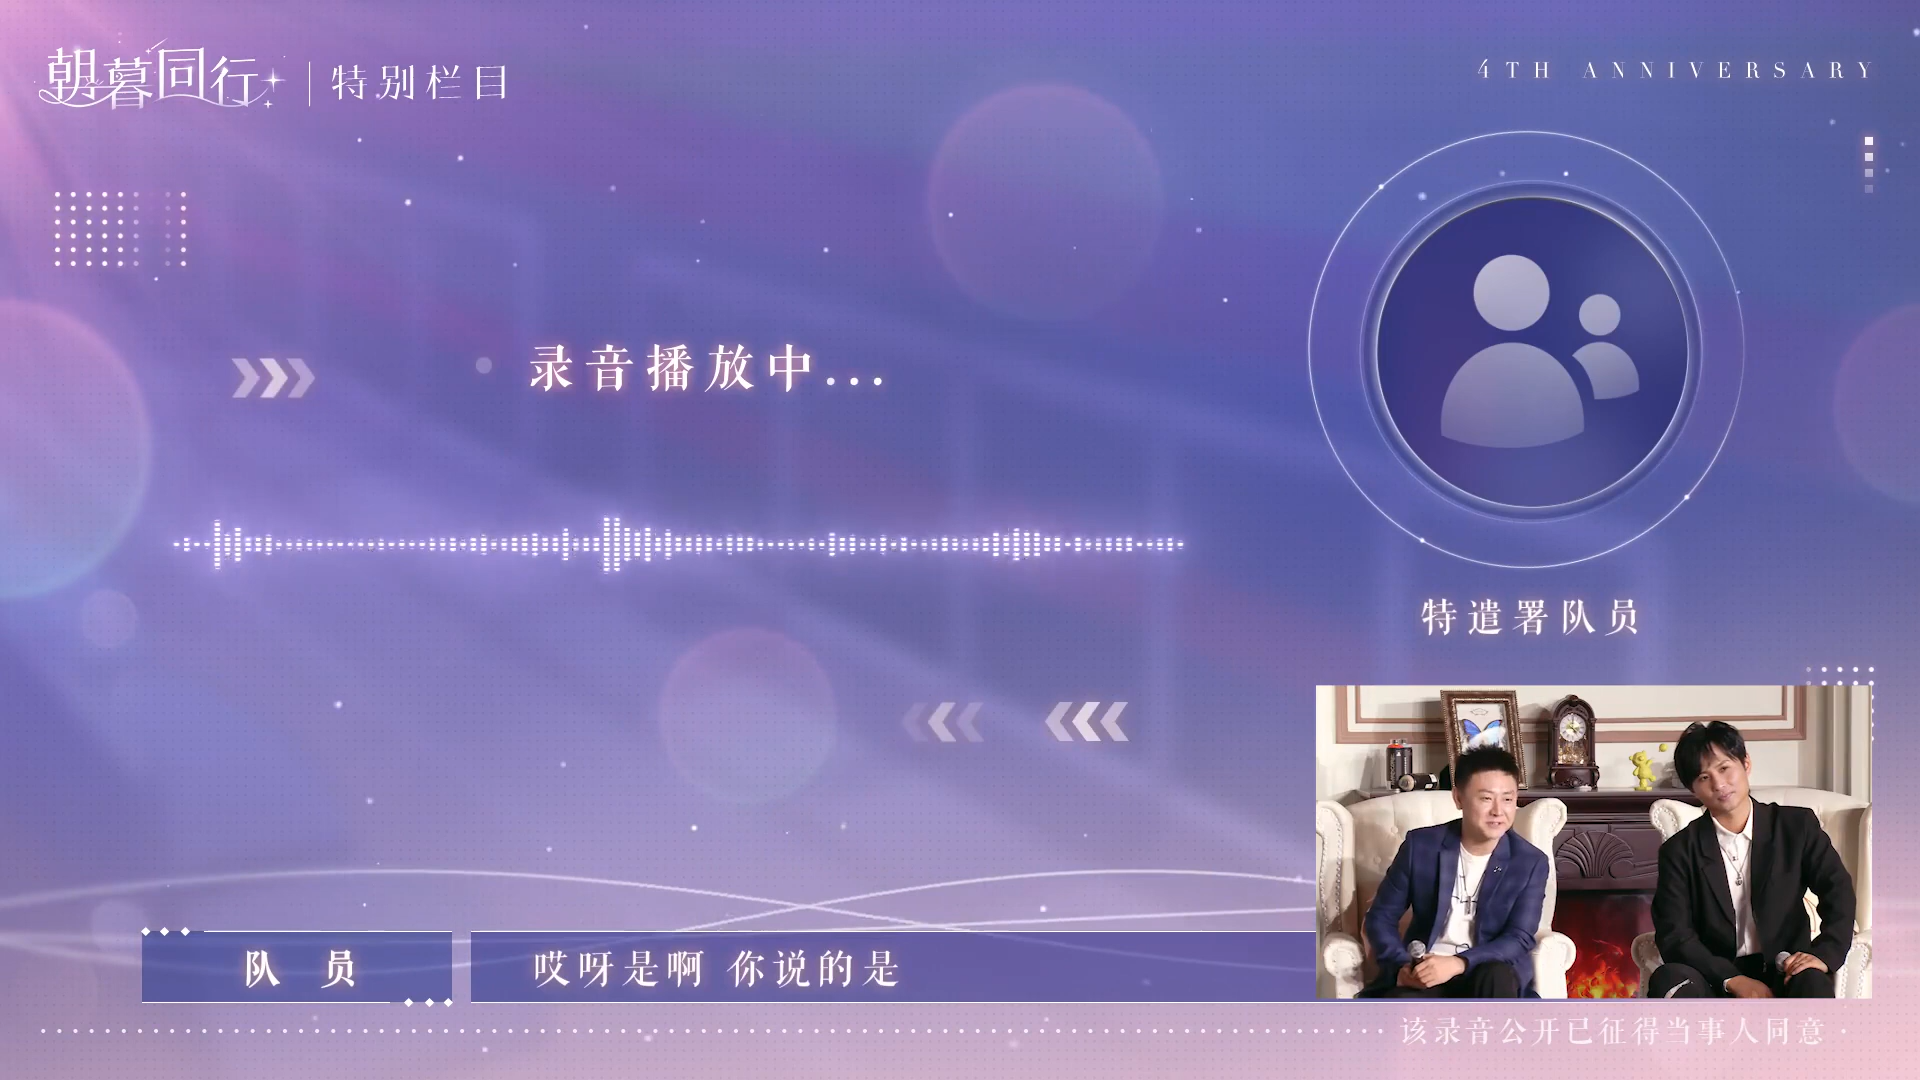 朝暮同行
特别栏目
4TH ANNIVERSARY
录音播放中...
特遣署队员
队员
哎呀是啊 你说的是
该录音公开已征得当事人同意